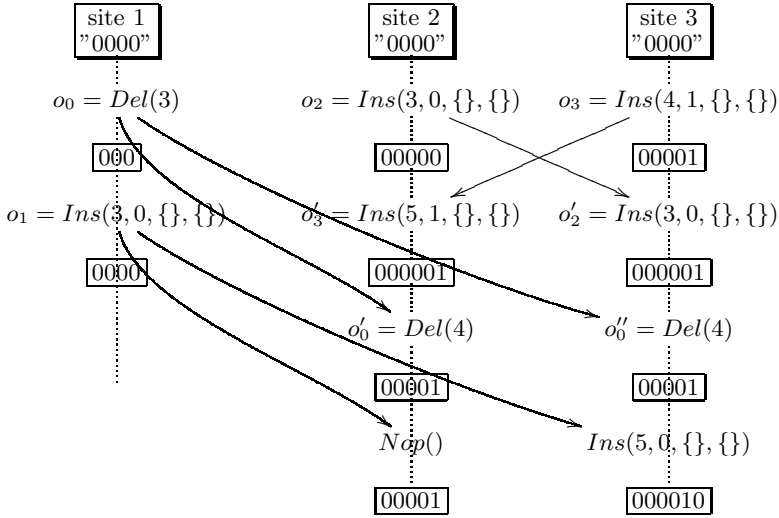 site 1
"0000"
site 2
"0000"
site 3
"0000"
o₀ = Del(3)
o₂ = Ins(3, 0, {}, {})
o₃ = Ins(4, 1, {}, {})
000
00000
00001
o₁ = Ins(3, 0, {}, {})
o′₃ = Ins(5, 1, {}, {})
o′₂ = Ins(3, 0, {}, {})
0000
000001
000001
o′₀ = Del(4)
o″₀ = Del(4)
00001
00001
Nop()
Ins(5, 0, {}, {})
00001
000010